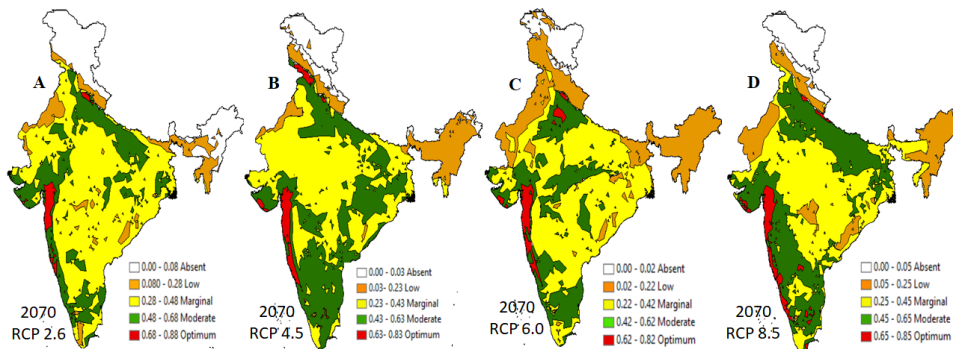 A
B
C
D
0.00 - 0.08 Absent
0.080 - 0.28 Low
0.28 - 0.48 Marginal
0.48 - 0.68 Moderate
0.68 - 0.88 Optimum
2070
RCP 2.6
0.00 - 0.03 Absent
0.03- 0.23 Low
0.23 - 0.43 Marginal
0.43 - 0.63 Moderate
0.63- 0.83 Optimum
2070
RCP 4.5
0.00 - 0.02 Absent
0.02 - 0.22 Low
0.22 - 0.42 Marginal
0.42 - 0.62 Moderate
0.62 - 0.82 Optimum
2070
RCP 6.0
0.00 - 0.05 Absent
0.05 - 0.25 Low
0.25 - 0.45 Marginal
0.45 - 0.65 Moderate
0.65 - 0.85 Optimum
2070
RCP 8.5